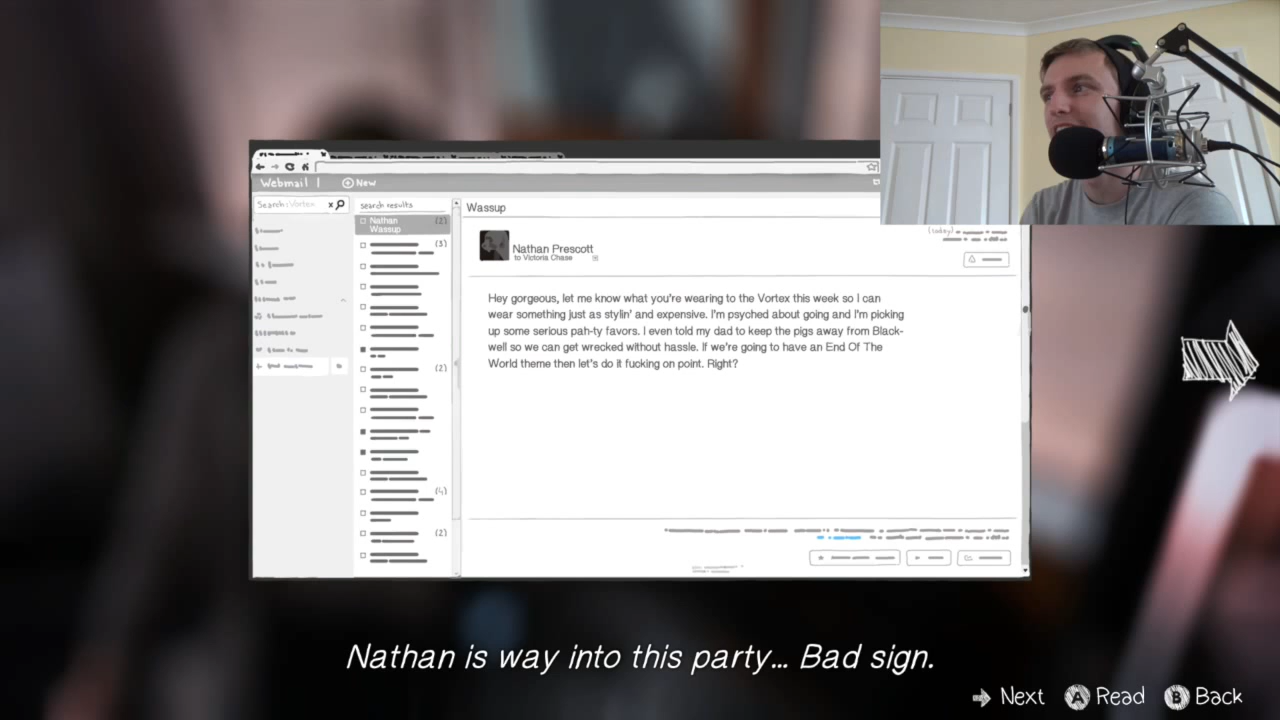 Webmail |
New
Search: Vortex x
search results
Wassup
Nathan (2)
Wassup
(3)
(2)
(4)
(2)
(today)
Nathan Prescott
to Victoria Chase
Hey gorgeous, let me know what you're wearing to the Vortex this week so I can
wear something just as stylin' and expensive. I'm psyched about going and I'm picking
up some serious pah-ty favors. I even told my dad to keep the pigs away from Black-
well so we can get wrecked without hassle. If we're going to have an End Of The
World theme then let's do it fucking on point. Right?
Nathan is way into this party... Bad sign.
Next A Read B Back